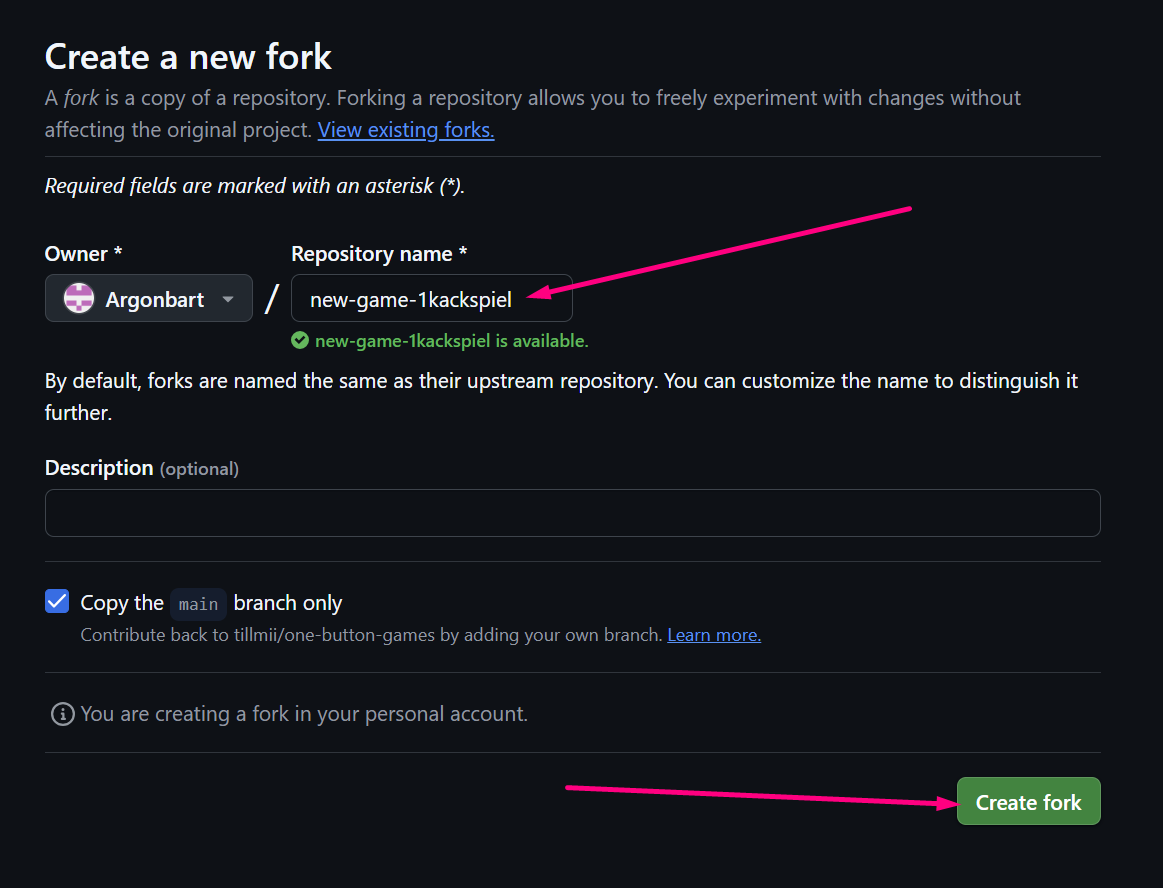 Create a new fork
A fork is a copy of a repository. Forking a repository allows you to freely experiment with changes without
affecting the original project. View existing forks.
Required fields are marked with an asterisk (*).
Owner *
Repository name *
Argonbart
/
new-game-1kackspiel
new-game-1kackspiel is available.
By default, forks are named the same as their upstream repository. You can customize the name to distinguish it
further.
Description (optional)
Copy the main branch only
Contribute back to tillmii/one-button-games by adding your own branch. Learn more.
You are creating a fork in your personal account.
Create fork